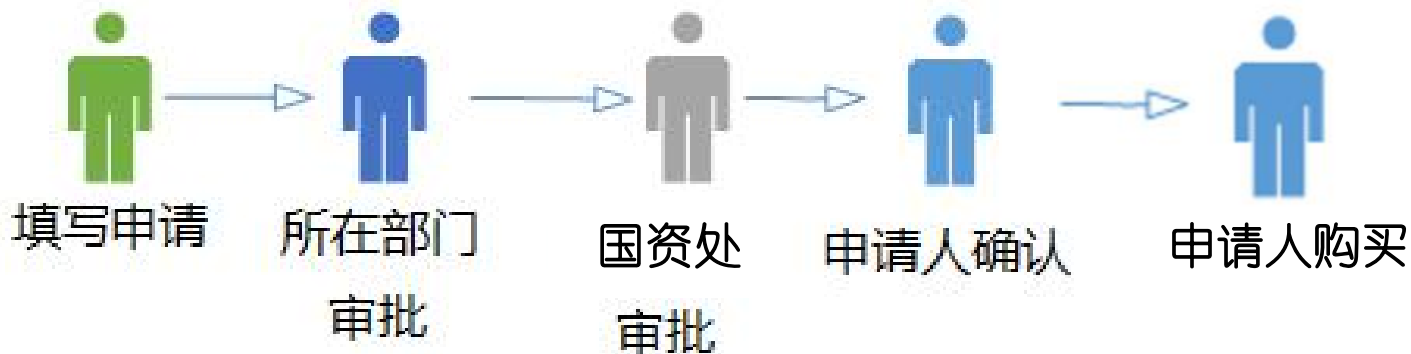 填写申请
所在部门
审批
国资处
审批
申请人确认
申请人购买